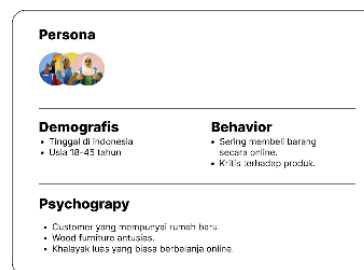 Persona
Demografis
• Tinggal di indonesia
• Usia 18-45 tahun
Behavior
• Sering membeli barang
secara online.
• Kritis terhadap produk.
Psychograpy
• Customer yang mempunyai rumah baru.
• Wood furniture antusias.
• Khalayak luas yang biasa berbelanja online.